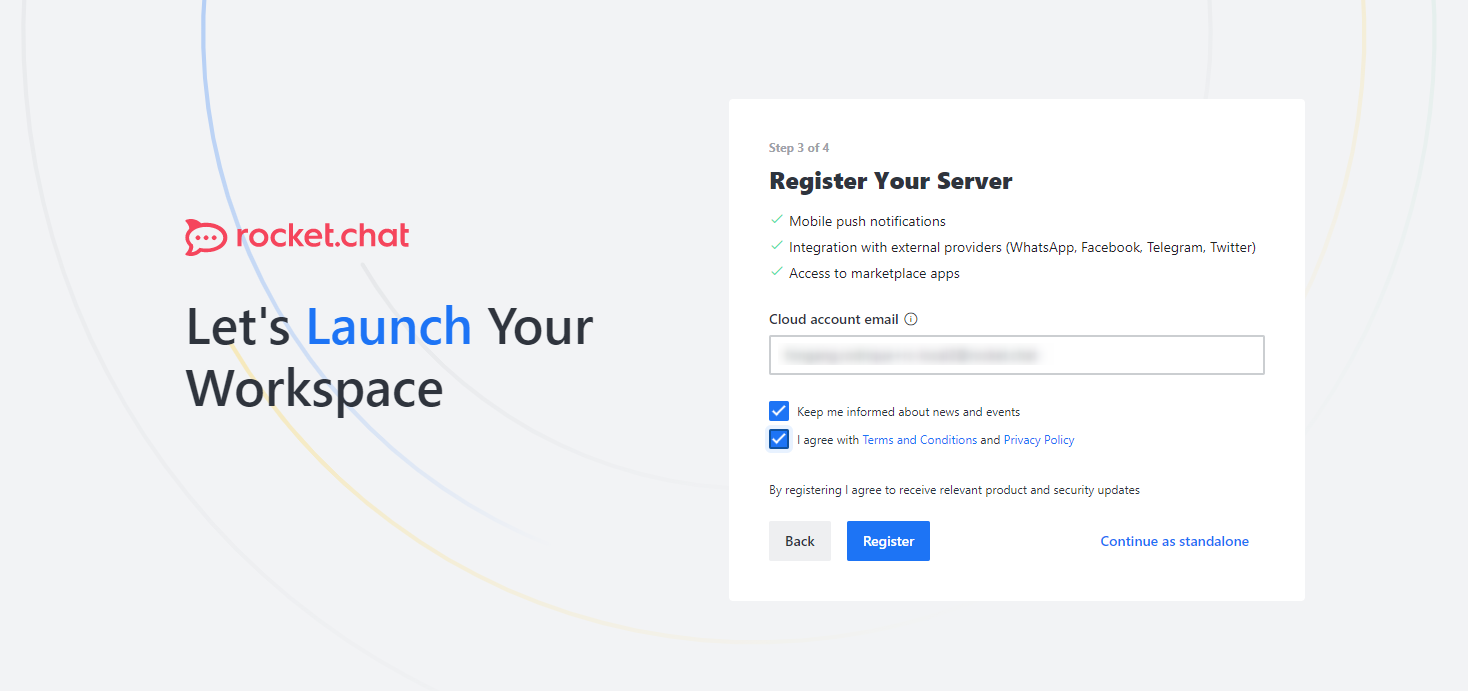 rocket.chat
Let's Launch Your
Workspace
Step 3 of 4
Register Your Server
Mobile push notifications
Integration with external providers (WhatsApp, Facebook, Telegram, Twitter)
Access to marketplace apps
Cloud account email
Keep me informed about news and events
I agree with Terms and Conditions and Privacy Policy
By registering I agree to receive relevant product and security updates
Back
Register
Continue as standalone